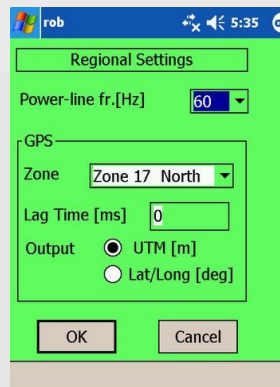 rob 5:35
Regional Settings
Power-line fr.[Hz] 60
GPS
Zone Zone 17 North
Lag Time [ms] 0
Output UTM [m]
Lat/Long [deg]
OK Cancel